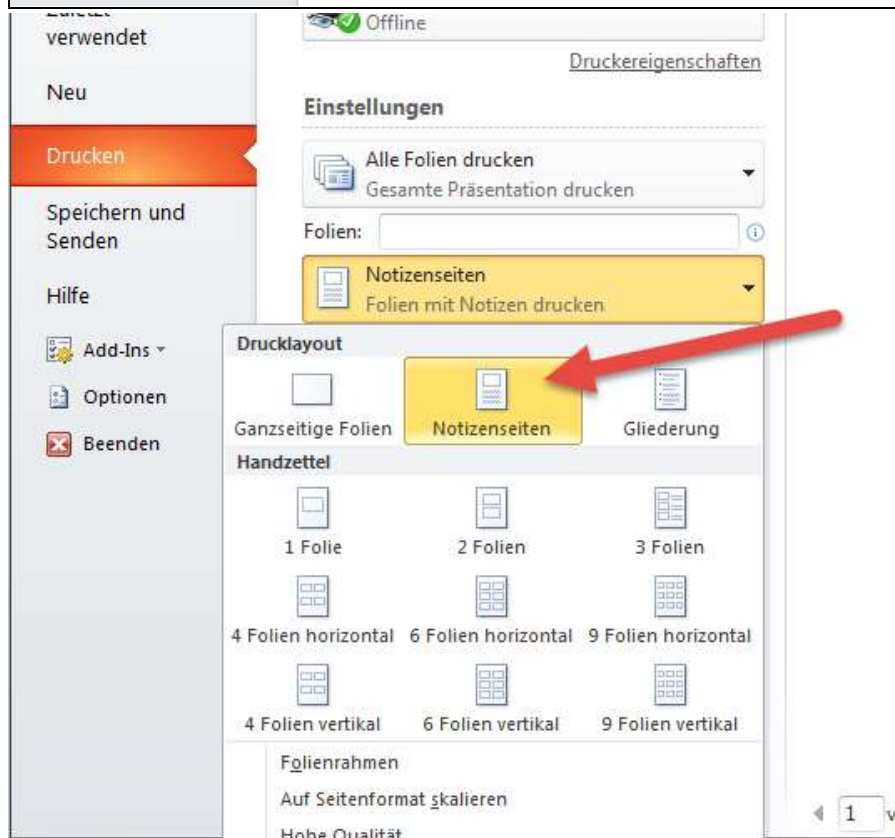 Zuletzt
verwendet
Neu
Drucken
Speichern und
Senden
Hilfe
Add-Ins
Optionen
Beenden
Offline
Druckereigenschaften
Einstellungen
Alle Folien drucken
Gesamte Präsentation drucken
Folien:
Notizenseiten
Folien mit Notizen drucken
Drucklayout
Ganzseitige Folien Notizenseiten Gliederung
Handzettel
1 Folie 2 Folien 3 Folien
4 Folien horizontal 6 Folien horizontal 9 Folien horizontal
4 Folien vertikal 6 Folien vertikal 9 Folien vertikal
Folienrahmen
Auf Seitenformat skalieren
Hohe Qualität
1